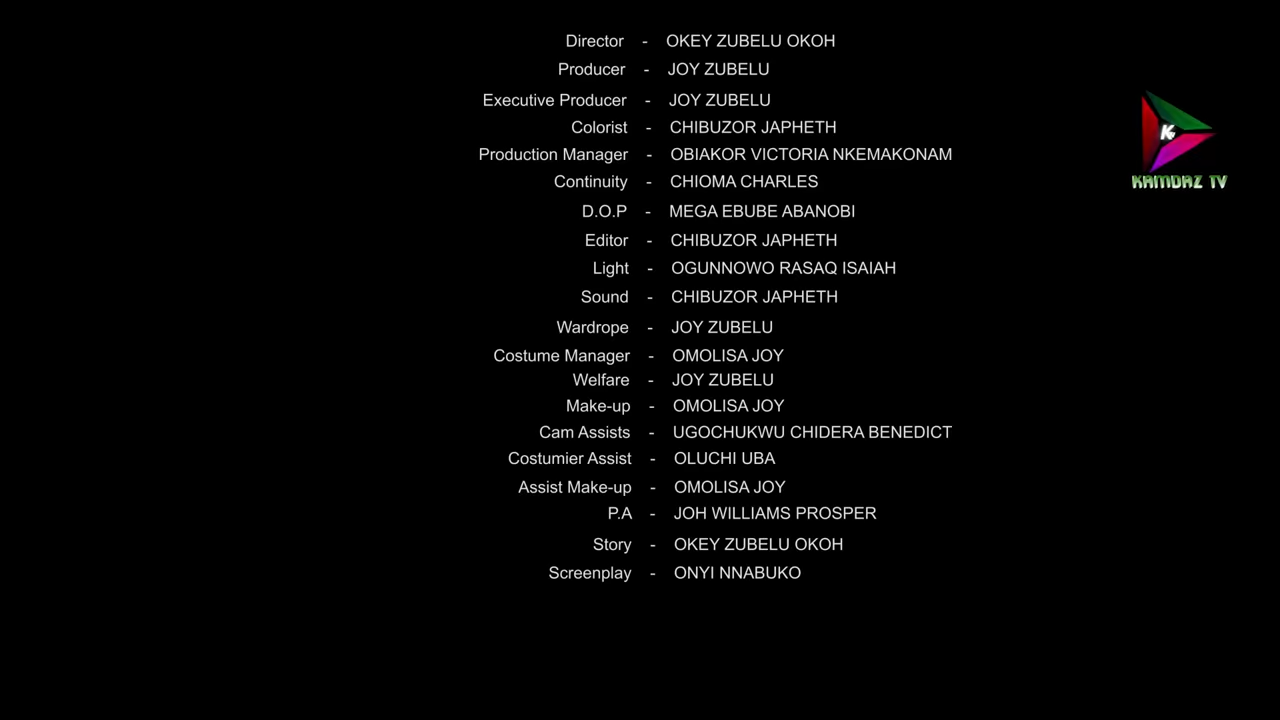 Director - OKEY ZUBELU OKOH
Producer - JOY ZUBELU
Executive Producer - JOY ZUBELU
Colorist - CHIBUZOR JAPHETH
Production Manager - OBIAKOR VICTORIA NKEMAKONAM
Continuity - CHIOMA CHARLES
D.O.P - MEGA EBUBE ABANOBI
Editor - CHIBUZOR JAPHETH
Light - OGUNNOWO RASAQ ISAIAH
Sound - CHIBUZOR JAPHETH
Wardrope - JOY ZUBELU
Costume Manager - OMOLISA JOY
Welfare - JOY ZUBELU
Make-up - OMOLISA JOY
Cam Assists - UGOCHUKWU CHIDERA BENEDICT
Costumier Assist - OLUCHI UBA
Assist Make-up - OMOLISA JOY
P.A - JOH WILLIAMS PROSPER
Story - OKEY ZUBELU OKOH
Screenplay - ONYI NNABUKO
KAMDAZ TV